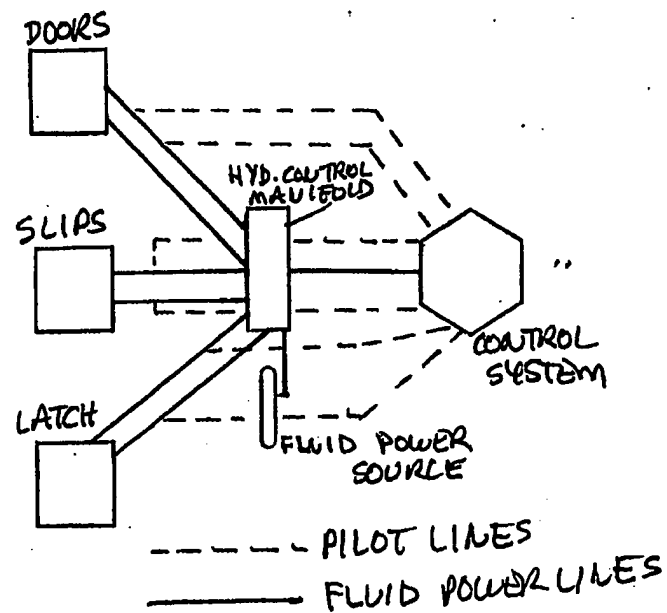 DOORS
HYD. CONTROL
MANIFOLD
SLIPS
CONTROL
SYSTEM
LATCH
FLUID POWER
SOURCE
PILOT LINES
FLUID POWER LINES